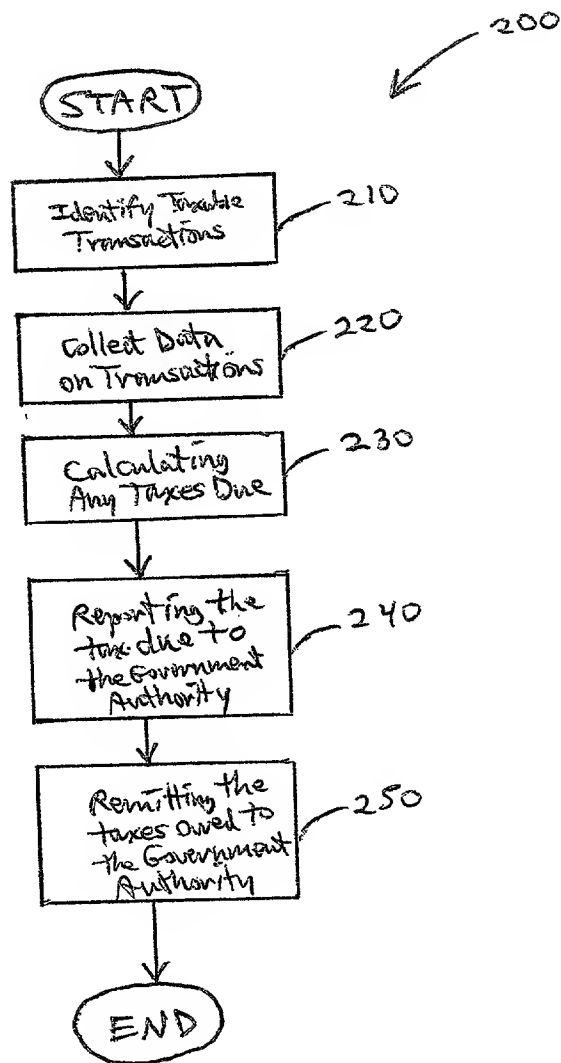 200
START
Identify Taxable
Transactions
210
Collect Data
on Transactions
220
Calculating
Any Taxes Due
230
Reporting the
tax due to
the Government
Authority
240
Remitting the
taxes owed to
the Government
Authority
250
END